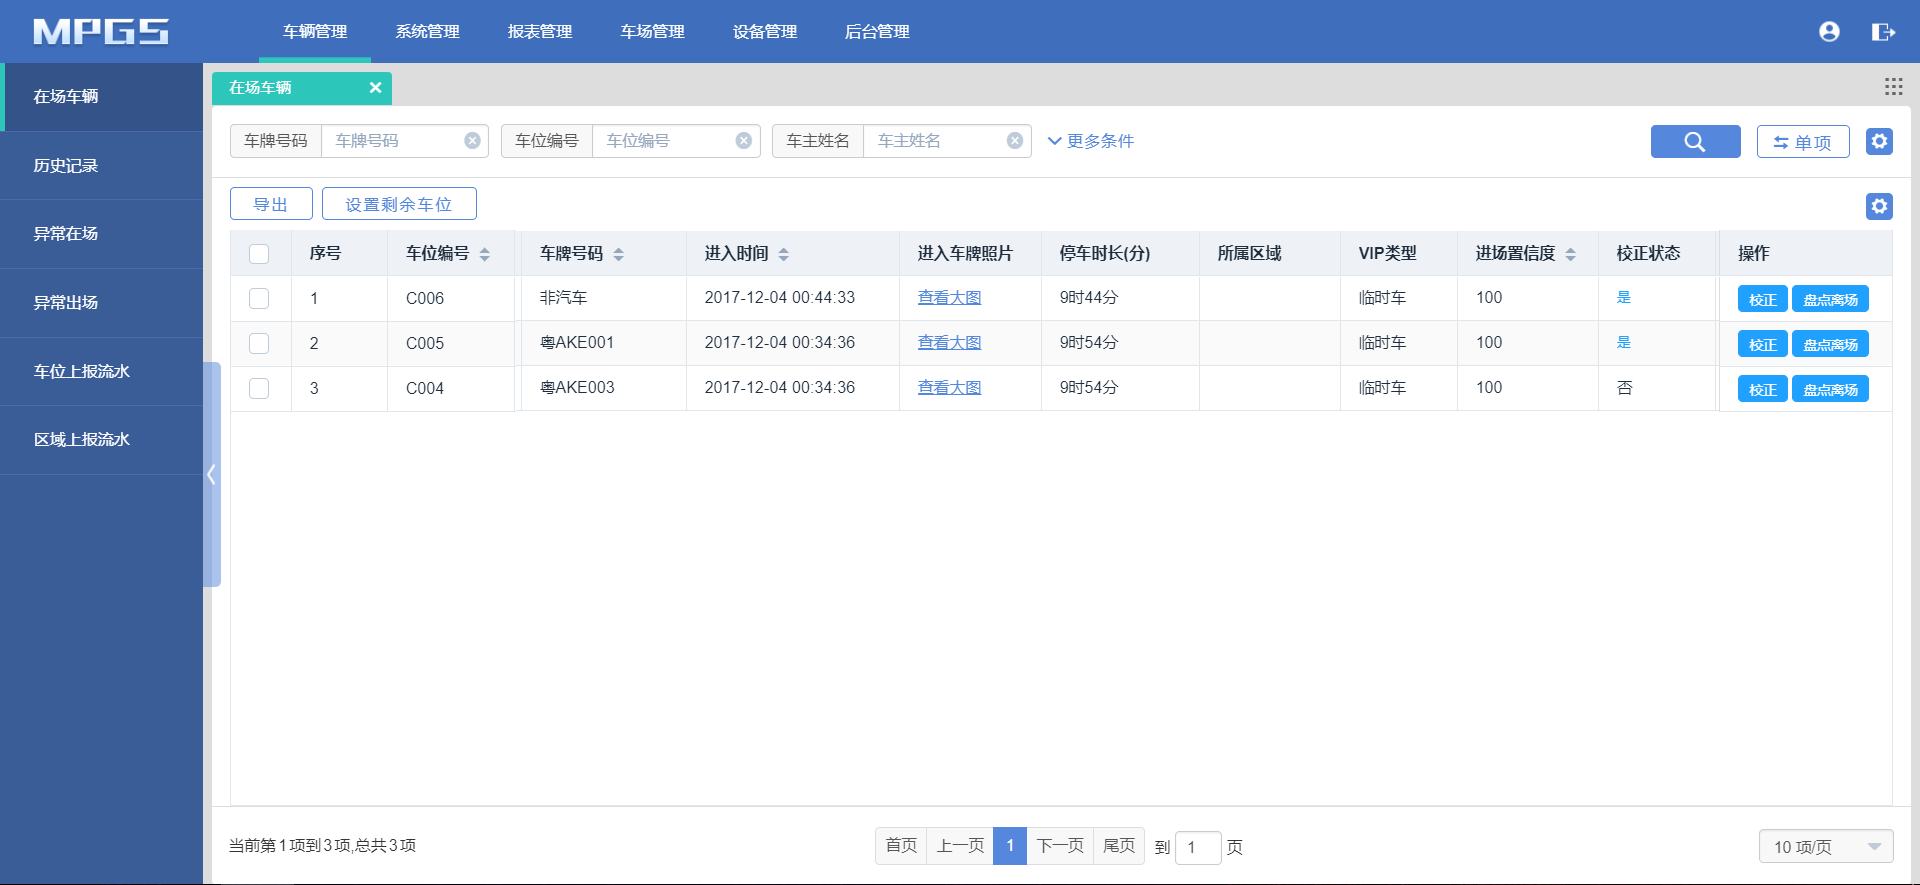 MPGS 车辆管理 系统管理 报表管理 车场管理 设备管理 后台管理
在场车辆
历史记录
异常在场
异常出场
车位上报流水
区域上报流水
在场车辆
车牌号码 车牌号码 车位编号 车位编号 车主姓名 车主姓名 更多条件 单项
导出 设置剩余车位
序号 车位编号 车牌号码 进入时间 进入车牌照片 停车时长(分) 所属区域 VIP类型 进场置信度 校正状态 操作
1 C006 非汽车 2017-12-04 00:44:33 查看大图 9时44分 临时车 100 是 校正 盘点离场
2 C005 粤AKE001 2017-12-04 00:34:36 查看大图 9时54分 临时车 100 是 校正 盘点离场
3 C004 粤AKE003 2017-12-04 00:34:36 查看大图 9时54分 临时车 100 否 校正 盘点离场
当前第1项到3项,总共3项 首页 上一页 1 下一页 尾页 到 1 页 10 项/页